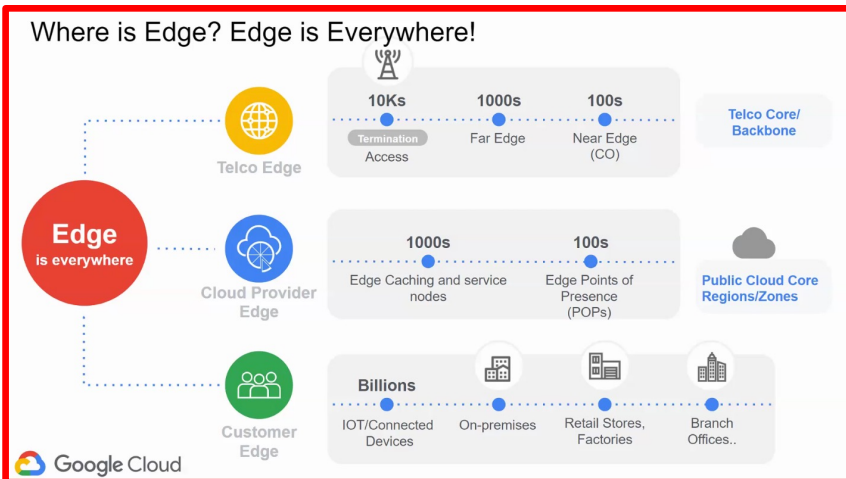 Where is Edge? Edge is Everywhere!
10Ks
1000s
100s
Termination
Access
Far Edge
Near Edge
(CO)
Telco Core/
Backbone
Telco Edge
Edge
is everywhere
1000s
100s
Edge Caching and service
nodes
Edge Points of
Presence
(POPs)
Public Cloud Core
Regions/Zones
Cloud Provider
Edge
Billions
IOT/Connected
Devices
On-premises
Retail Stores,
Factories
Branch
Offices..
Customer
Edge
Google Cloud